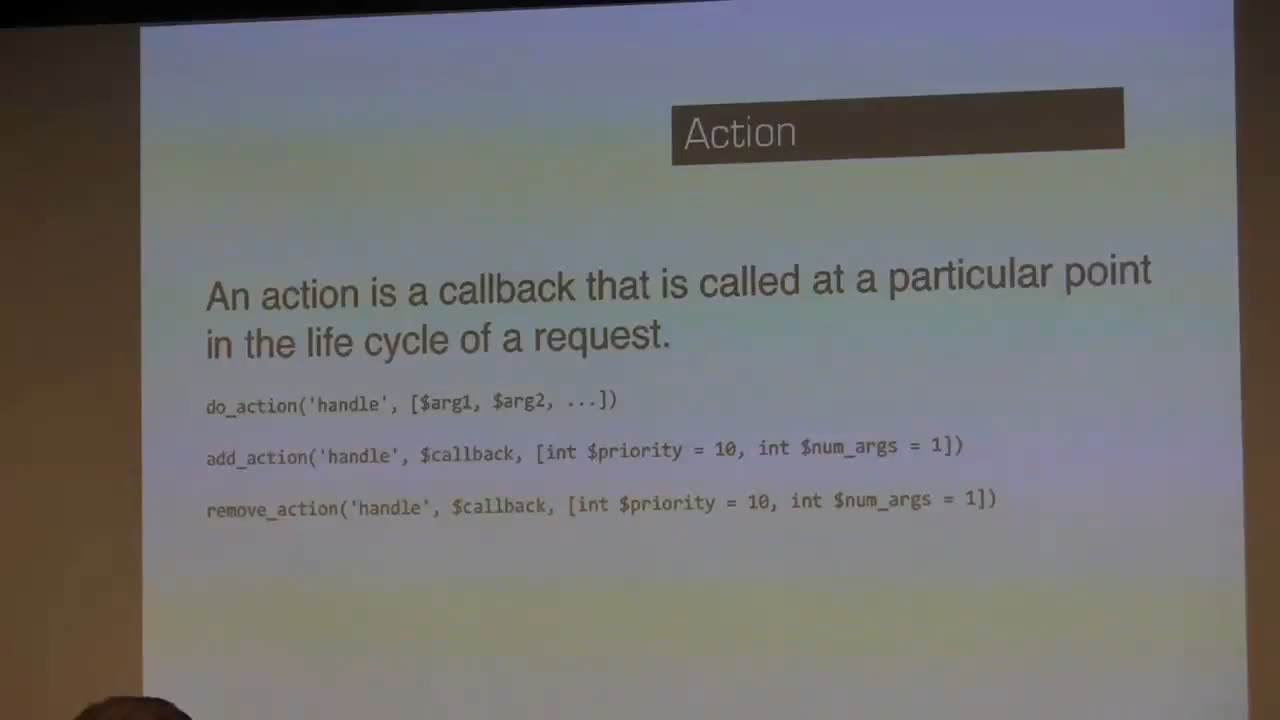 Action
An action is a callback that is called at a particular point
in the life cycle of a request.
do_action('handle', [$arg1, $arg2, ...])
add_action('handle', $callback, [int $priority = 10, int $num_args = 1])
remove_action('handle', $callback, [int $priority = 10, int $num_args = 1])